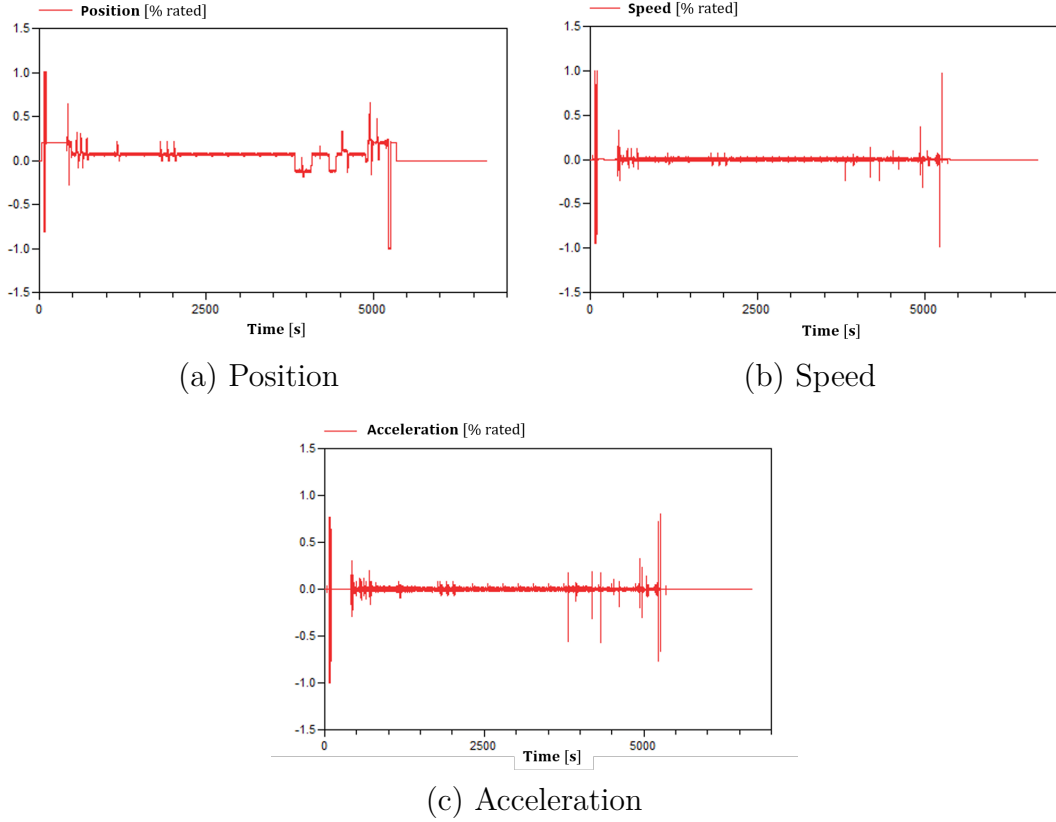 Position [% rated]
1.5
1.0
0.5
0.0
-0.5
-1.0
-1.5
0 2500 5000
Time [s]
(a) Position
Speed [% rated]
1.5
1.0
0.5
0.0
-0.5
-1.0
-1.5
0 2500 5000
Time [s]
(b) Speed
Acceleration [% rated]
1.5
1.0
0.5
0.0
-0.5
-1.0
-1.5
0 2500 5000
Time [s]
(c) Acceleration